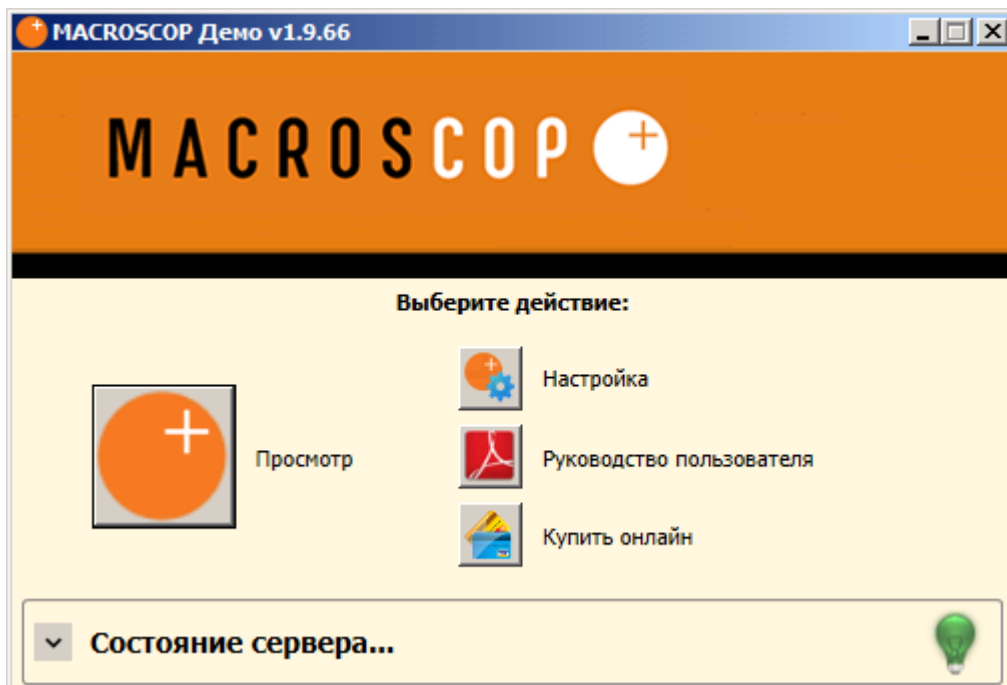 MACROSCOP Демо v1.9.66
MACROSCOP
Выберите действие:
Настройка
Просмотр
Руководство пользователя
Купить онлайн
Состояние сервера...